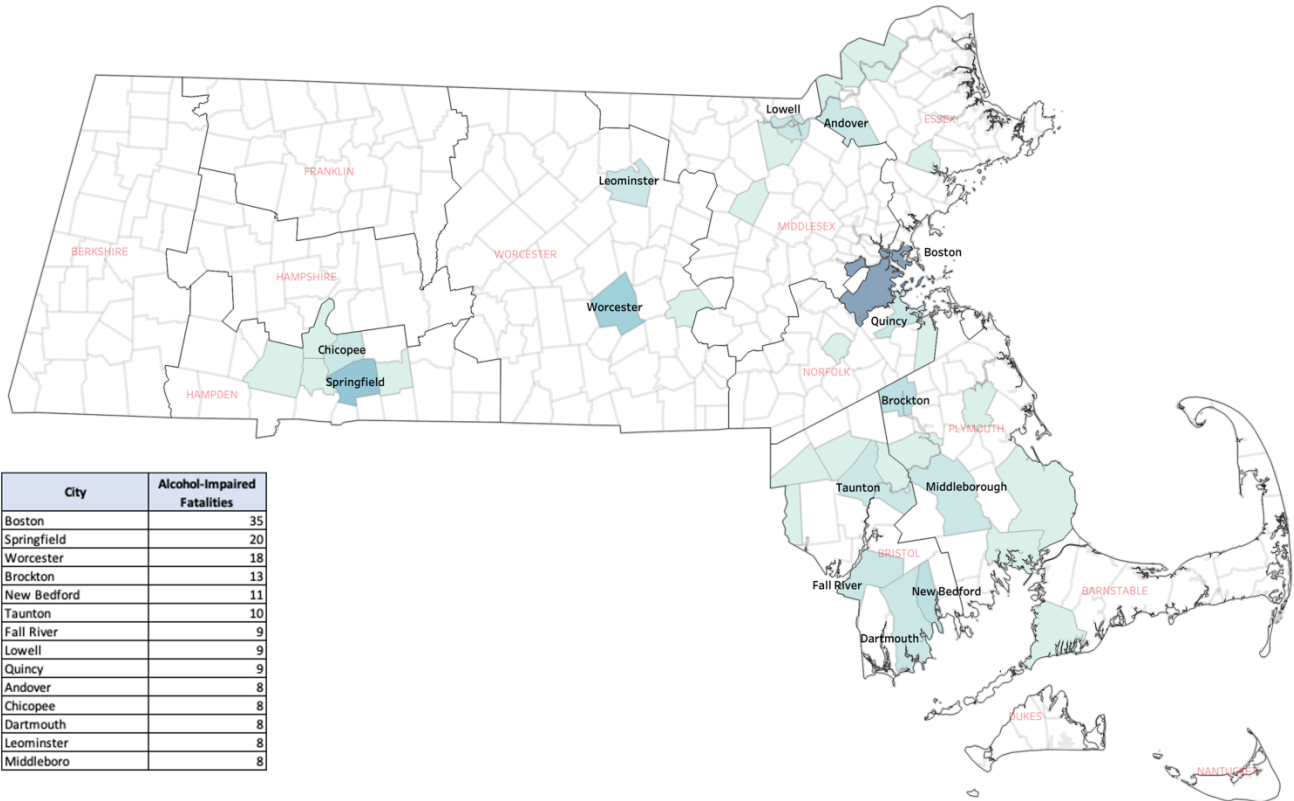 Lowell
Andover
ESSEX
Leominster
FRANKLIN
MIDDLESEX
BERKSHIRE
WORCESTER
Boston
HAMPSHIRE
Worcester
Quincy
Chicopee
NORFOLK
Springfield
HAMPDEN
Brockton
PLYMOUTH
Taunton
Middleborough
BRISTOL
Fall River
New Bedford
BARNSTABLE
Dartmouth
DUKES
NANTUCKET
City Alcohol-Impaired
Fatalities
Boston 35
Springfield 20
Worcester 18
Brockton 13
New Bedford 11
Taunton 10
Fall River 9
Lowell 9
Quincy 9
Andover 8
Chicopee 8
Dartmouth 8
Leominster 8
Middleboro 8